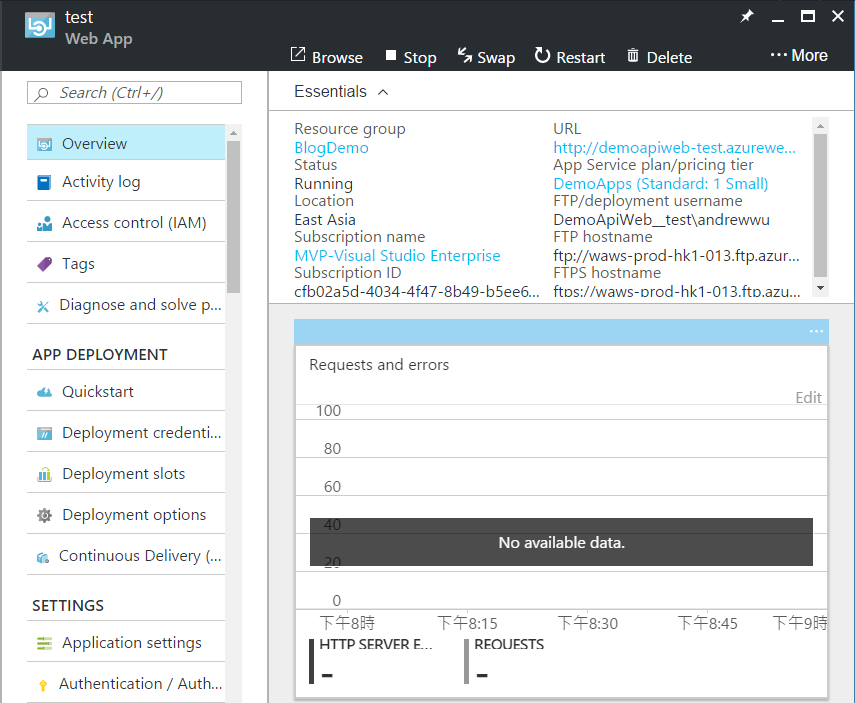 test
Web App
Browse Stop Swap Restart Delete ··· More
Search (Ctrl+/)
Overview
Activity log
Access control (IAM)
Tags
Diagnose and solve p...
APP DEPLOYMENT
Quickstart
Deployment credenti...
Deployment slots
Deployment options
Continuous Delivery (...
SETTINGS
Application settings
Authentication / Auth...
Essentials
Resource group
BlogDemo
Status
Running
Location
East Asia
Subscription name
MVP-Visual Studio Enterprise
Subscription ID
cfb02a5d-4034-4f47-8b49-b5ee6...
URL
http://demoapiweb-test.azurewe...
App Service plan/pricing tier
DemoApps (Standard: 1 Small)
FTP/deployment username
DemoApiWeb__test\andrewwu
FTP hostname
ftp://waws-prod-hk1-013.ftp.azur...
FTPS hostname
ftps://waws-prod-hk1-013.ftp.azu...
...
Requests and errors
Edit
100
80
60
40
No available data.
20
0
下午8時 下午8:15 下午8:30 下午8:45 下午9時
HTTP SERVER E... REQUESTS
-- --